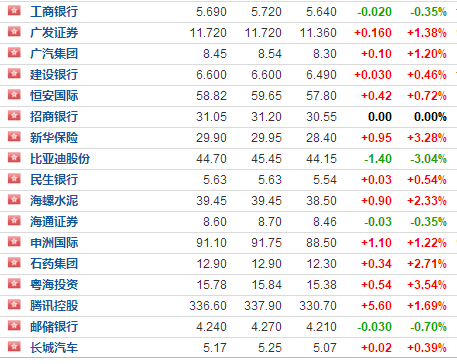 工商银行 5.690 5.720 5.640 -0.020 -0.35%
广发证券 11.720 11.720 11.360 +0.160 +1.38%
广汽集团 8.45 8.54 8.30 +0.10 +1.20%
建设银行 6.600 6.600 6.490 +0.030 +0.46%
恒安国际 58.82 59.65 57.80 +0.42 +0.72%
招商银行 31.05 31.20 30.55 0.00 0.00%
新华保险 29.90 29.95 28.40 +0.95 +3.28%
比亚迪股份 44.70 45.45 44.15 -1.40 -3.04%
民生银行 5.63 5.63 5.54 +0.03 +0.54%
海螺水泥 39.45 39.45 38.50 +0.90 +2.33%
海通证券 8.60 8.70 8.46 -0.03 -0.35%
申洲国际 91.10 91.75 88.50 +1.10 +1.22%
石药集团 12.90 12.90 12.30 +0.34 +2.71%
粤海投资 15.78 15.84 15.38 +0.54 +3.54%
腾讯控股 336.60 337.90 330.70 +5.60 +1.69%
邮储银行 4.240 4.270 4.210 -0.030 -0.70%
长城汽车 5.17 5.25 5.07 +0.02 +0.39%